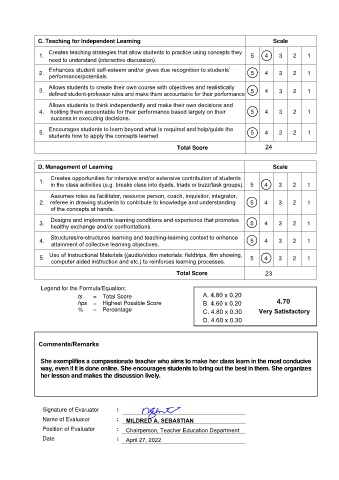 C. Teaching for Independent Learning Scale
1. Creates teaching strategies that allow students to practice using concepts they need to understand (interactive discussion). 5 4 3 2 1
2. Enhances student self-esteem and/or gives due recognition to students' performance/potentials. 5 4 3 2 1
3. Allows students to create their own course with objectives and realistically defined student-professor rules and make them accountable for their performance 5 4 3 2 1
4. Allows students to think independently and make their own decisions and holding them accountable for their performance based largely on their success in executing decisions. 5 4 3 2 1
5. Encourages students to learn beyond what is required and help/guide the students how to apply the concepts learned 5 4 3 2 1
Total Score 24
D. Management of Learning Scale
1. Creates opportunities for intensive and/or extensive contribution of students in the class activities (e.g. breaks class into dyads, triads or buzz/task groups). 5 4 3 2 1
2. Assumes roles as facilitator, resource person, coach, inquisitor, integrator, referee in drawing students to contribute to knowledge and understanding of the concepts at hands. 5 4 3 2 1
3. Designs and implements learning conditions and experience that promotes healthy exchange and/or confrontations. 5 4 3 2 1
4. Structures/re-structures learning and teaching-learning context to enhance attainment of collective learning objectives. 5 4 3 2 1
5. Use of Instructional Materials ((audio/video materials: fieldtrips, film showing, computer aided instruction and etc.) to reinforces learning processes. 5 4 3 2 1
Total Score 23
Legend for the Formula/Equation:
ts = Total Score
hps = Highest Possible Score
% = Percentage
A. 4.80 x 0.20
B. 4.60 x 0.20
C. 4.80 x 0.30
D. 4.60 x 0.30
4.70
Very Satisfactory
Comments/Remarks
She exemplifies a compassionate teacher who aims to make her class learn in the most conducive
way, even if it is done online. She encourages students to bring out the best in them. She organizes
her lesson and makes the discussion lively.
Signature of Evaluator :
Name of Evaluator : MILDRED A. SEBASTIAN
Position of Evaluator : Chairperson, Teacher Education Department
Date : April 27, 2022